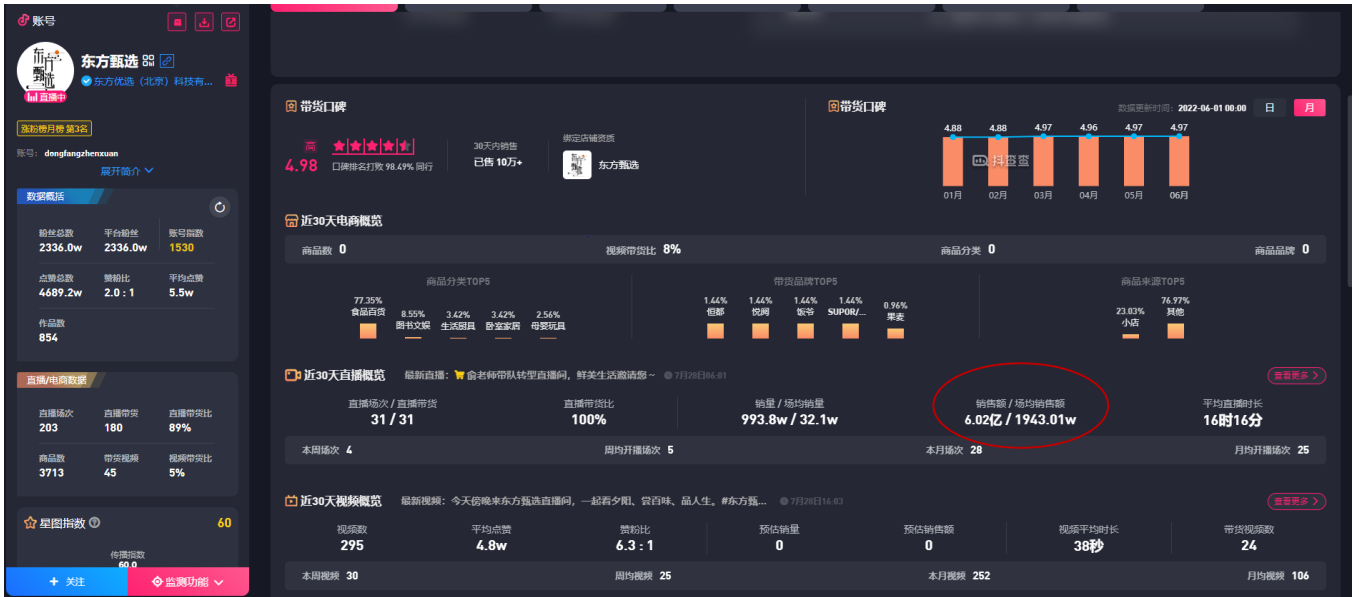 账号
东方甄选
东方优选（北京）科技有...
直播中
涨粉榜月榜 第3名
账号： dongfangzhenxuan
展开简介
数据概括
粉丝总数 平台粉丝 账号指数
2336.0w 2336.0w 1530
点赞总数 赞粉比 平均点赞
4689.2w 2.0 : 1 5.5w
作品数
854
直播/电商数据
直播场次 直播带货 直播带货比
203 180 89%
商品数 带货视频 视频带货比
3713 45 5%
星图指数 60
传播指数
60.0
+ 关注 监测功能
带货口碑
高
4.98 口碑排名打败 98.49% 同行
30天内销售
已售 10万+
绑定店铺资质
东方甄选
带货口碑 数据更新时间：2022-06-01 00:00 日 月
4.88 4.88 4.97 4.96 4.97 4.97
抖查查
01月 02月 03月 04月 05月 06月
近30天电商概览
商品数 0 视频带货比 8% 商品分类 0 商品品牌 0
商品分类TOP5 带货品牌TOP5 商品来源TOP5
77.35% 8.55% 3.42% 3.42% 2.56%
食品百货 图书文娱 生活厨具 卧室家居 母婴玩具
1.44% 1.44% 1.44% 1.44% 0.96%
但都 悦阅 饭爷 SUPOR/... 果麦
23.03% 76.97%
小店 其他
近30天直播概览 最新直播： 俞老师带队转型直播间，鲜美生活邀请您～ 7月28日06:01 查看更多
直播场次 / 直播带货 直播带货比 销量 / 场均销量 销售额 / 场均销售额 平均直播时长
31 / 31 100% 993.8w / 32.1w 6.02亿 / 1943.01w 16时16分
本周场次 4 周均开播场次 5 本月场次 28 月均开播场次 25
近30天视频概览 最新视频：今天傍晚来东方甄选直播间，一起看夕阳、尝百味、品人生。#东方甄... 7月28日16:03 查看更多
视频数 平均点赞 赞粉比 预估销量 预估销售额 视频平均时长 带货视频数
295 4.8w 6.3 : 1 0 0 38秒 24
本周视频 30 周均视频 25 本月视频 252 月均视频 106